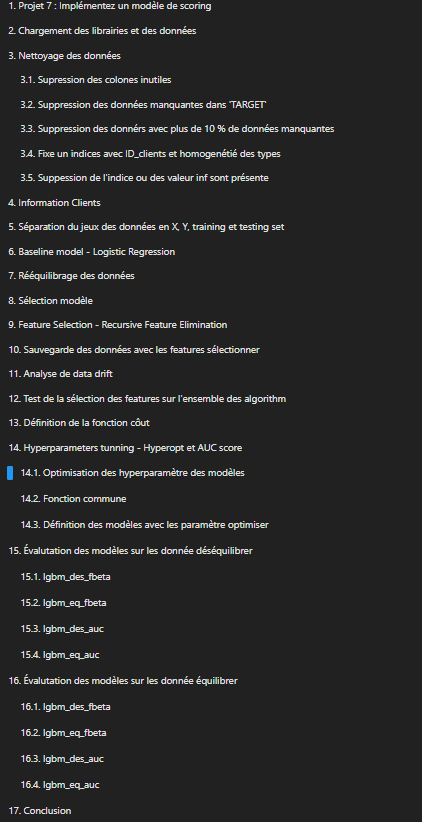 1. Projet 7 : Implémentez un modèle de scoring
2. Chargement des librairies et des données
3. Nettoyage des données
3.1. Supression des colones inutiles
3.2. Suppression des données manquantes dans 'TARGET'
3.3. Suppression des donnérs avec plus de 10 % de données manquantes
3.4. Fixe un indices avec ID_clients et homogenétié des types
3.5. Suppession de l'indice ou des valeur inf sont présente
4. Information Clients
5. Séparation du jeux des données en X, Y, training et testing set
6. Baseline model - Logistic Regression
7. Rééquilibrage des données
8. Sélection modèle
9. Feature Selection - Recursive Feature Elimination
10. Sauvegarde des données avec les features sélectionner
11. Analyse de data drift
12. Test de la sélection des features sur l'ensemble des algorithm
13. Définition de la fonction côut
14. Hyperparameters tunning - Hyperopt et AUC score
14.1. Optimisation des hyperparamètre des modèles
14.2. Fonction commune
14.3. Définition des modèles avec les paramètre optimiser
15. Évalutation des modèles sur les donnée déséquilibrer
15.1. lgbm_des_fbeta
15.2. lgbm_eq_fbeta
15.3. lgbm_des_auc
15.4. lgbm_eq_auc
16. Évalutation des modèles sur les donnée équilibrer
16.1. lgbm_des_fbeta
16.2. lgbm_eq_fbeta
16.3. lgbm_des_auc
16.4. lgbm_eq_auc
17. Conclusion